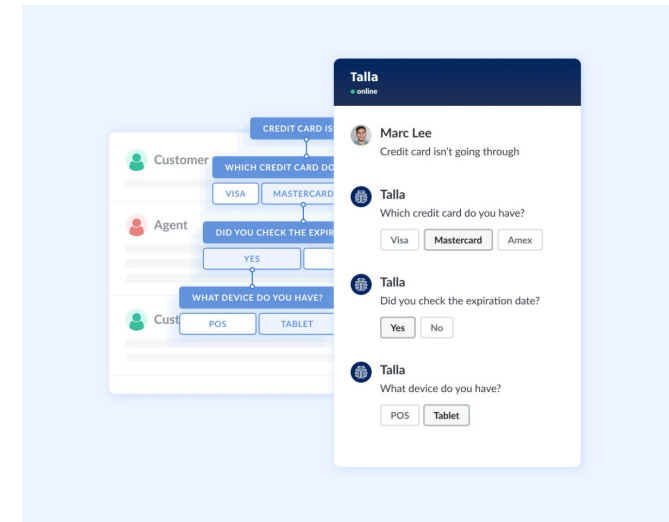 Customer
Agent
Cust
CREDIT CARD IS
WHICH CREDIT CARD DO
VISA MASTERCARD
DID YOU CHECK THE EXPIR
YES
WHAT DEVICE DO YOU HAVE?
POS TABLET
Talla
online
Marc Lee
Credit card isn't going through
Talla
Which credit card do you have?
Visa Mastercard Amex
Talla
Did you check the expiration date?
Yes No
Talla
What device do you have?
POS Tablet